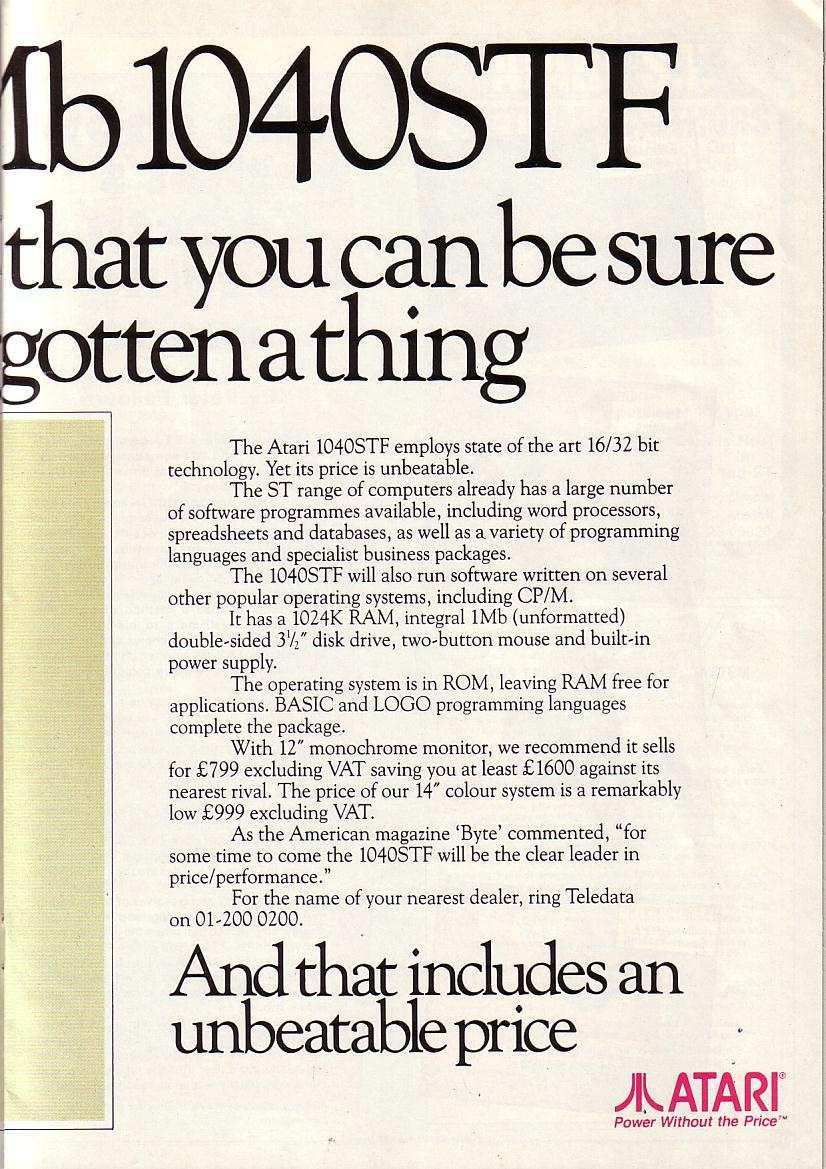 Mb 1040STF
that you can be sure
gotten a thing
The Atari 1040STF employs state of the art 16/32 bit
technology. Yet its price is unbeatable.
The ST range of computers already has a large number
of software programmes available, including word processors,
spreadsheets and databases, as well as a variety of programming
languages and specialist business packages.
The 1040STF will also run software written on several
other popular operating systems, including CP/M.
It has a 1024K RAM, integral 1Mb (unformatted)
double-sided 3½″ disk drive, two-button mouse and built-in
power supply.
The operating system is in ROM, leaving RAM free for
applications. BASIC and LOGO programming languages
complete the package.
With 12″ monochrome monitor, we recommend it sells
for £799 excluding VAT saving you at least £1600 against its
nearest rival. The price of our 14″ colour system is a remarkably
low £999 excluding VAT.
As the American magazine ‘Byte’ commented, “for
some time to come the 1040STF will be the clear leader in
price/performance.”
For the name of your nearest dealer, ring Teledata
on 01-200 0200.
And that includes an
unbeatable price
ATARI®
Power Without the Price™